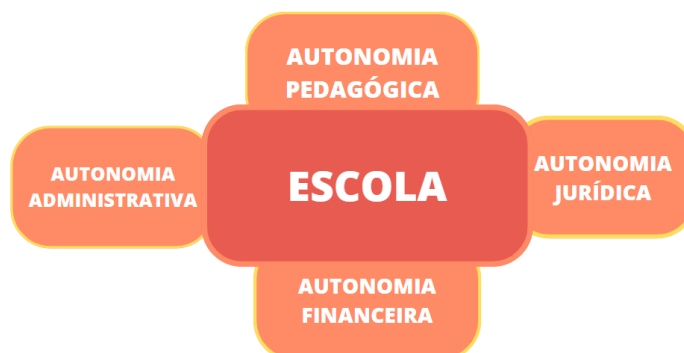 AUTONOMIA
PEDAGÓGICA
AUTONOMIA
ADMINISTRATIVA
ESCOLA
AUTONOMIA
JURÍDICA
AUTONOMIA
FINANCEIRA